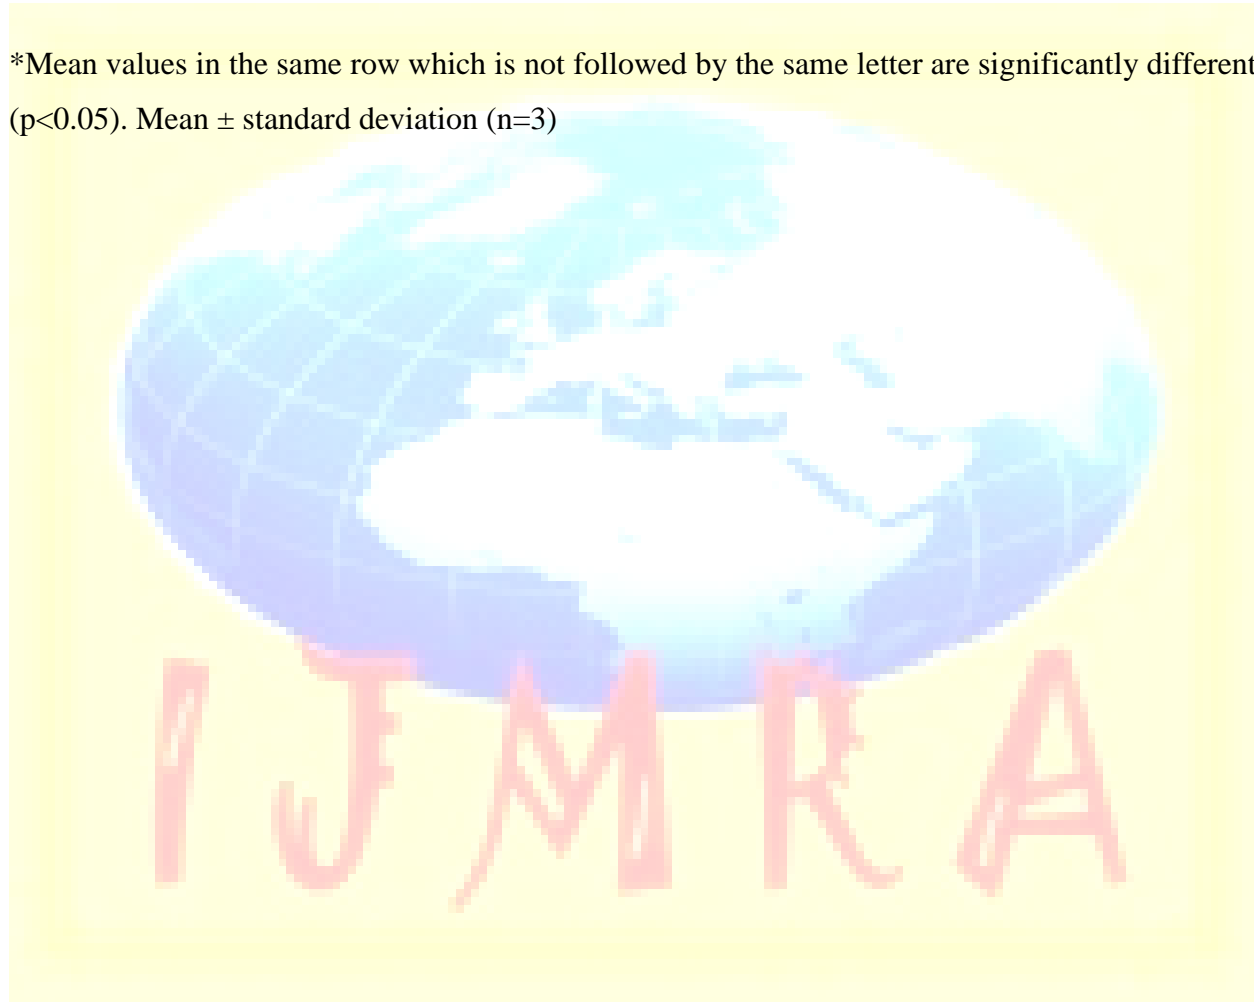 *Mean values in the same row which is not followed by the same letter are significantly different
(p<0.05). Mean ± standard deviation (n=3)
IJMRA